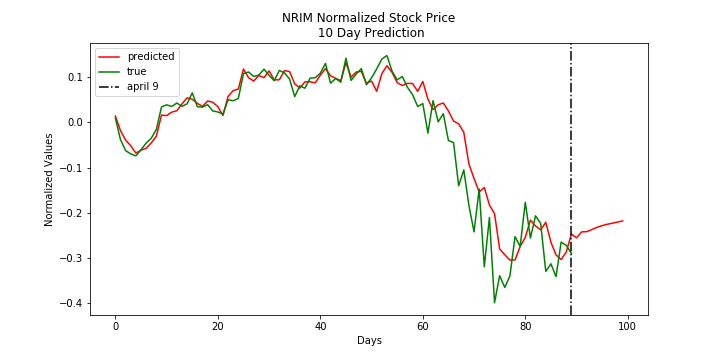 NRIM Normalized Stock Price
10 Day Prediction
predicted
true
april 9
Normalized Values
0.1
0.0
−0.1
−0.2
−0.3
−0.4
0
20
40
60
80
100
Days